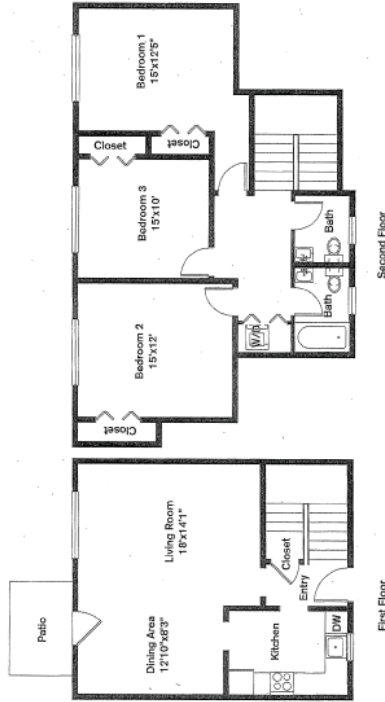 Bedroom 1
15'x12'5"
Closet
Closet
Bedroom 3
15'x10'
Bedroom 2
15'x12'
Closet
Bath
Bath
W/D
Second Floor
Living Room
18'x14'1"
Dining Area
12'10"x8'3"
Patio
Closet
Entry
Kitchen
DW
First Floor